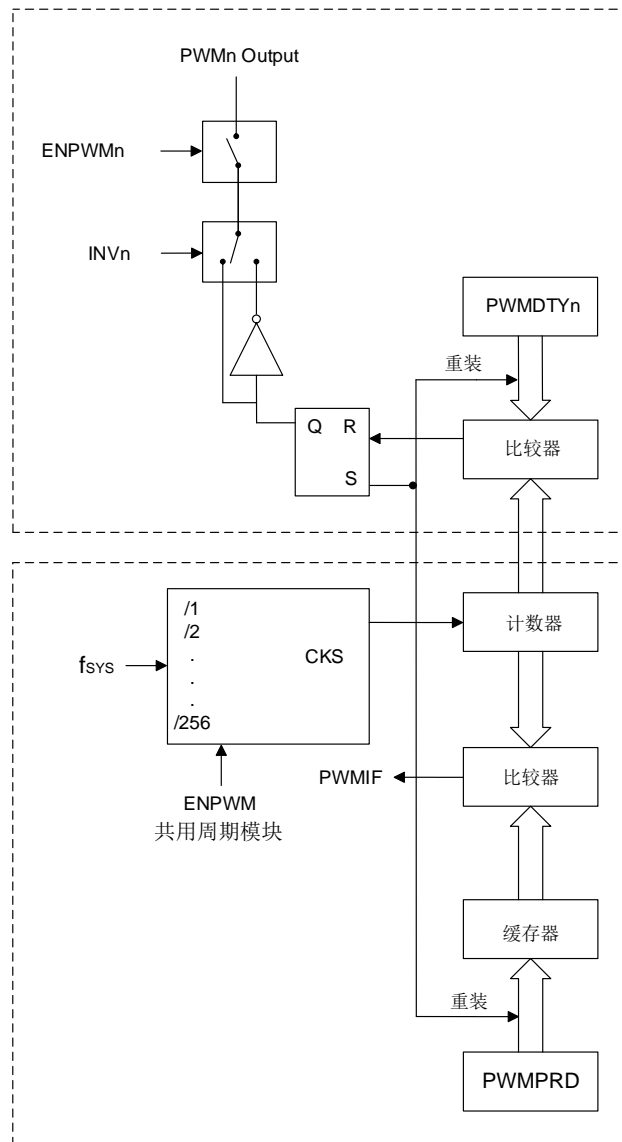 PWMn Output
ENPWMn
INVn
PWMDTYn
重装
Q R
S
比较器
/1
/2
.
.
.
/256
CKS
fSYS
计数器
ENPWM
共用周期模块
PWMIF
比较器
缓存器
重装
PWMPRD